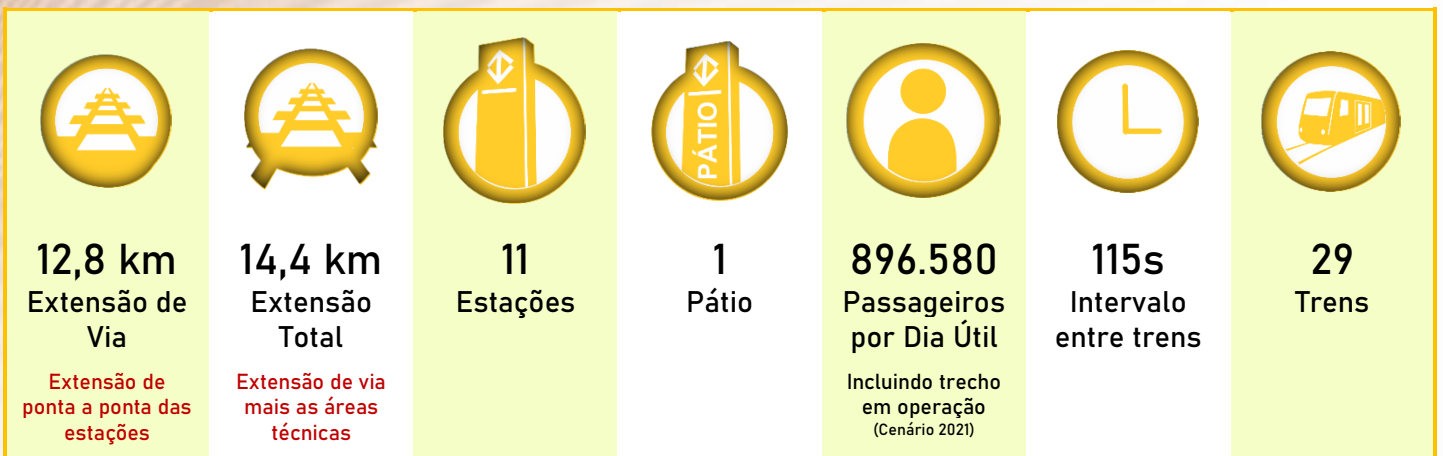 PÁTIO
12,8 km
Extensão de
Via
Extensão de
ponta a ponta das
estações
14,4 km
Extensão
Total
Extensão de via
mais as áreas
técnicas
11
Estações
1
Pátio
896.580
Passageiros
por Dia Útil
Incluindo trecho
em operação
(Cenário 2021)
115s
Intervalo
entre trens
29
Trens